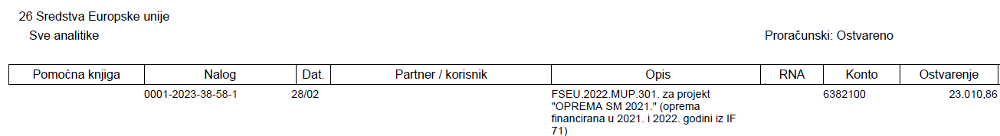 26 Sredstva Europske unije
Sve analitike Proračunski: Ostvareno
Pomoćna knjiga Nalog Dat. Partner / korisnik Opis RNA Konto Ostvarenje
0001-2023-38-58-1 28/02 FSEU.2022.MUP.301. za projekt 6382100 23.010,86
"OPREMA SM 2021." (oprema
financirana u 2021. i 2022. godini iz IF
71)